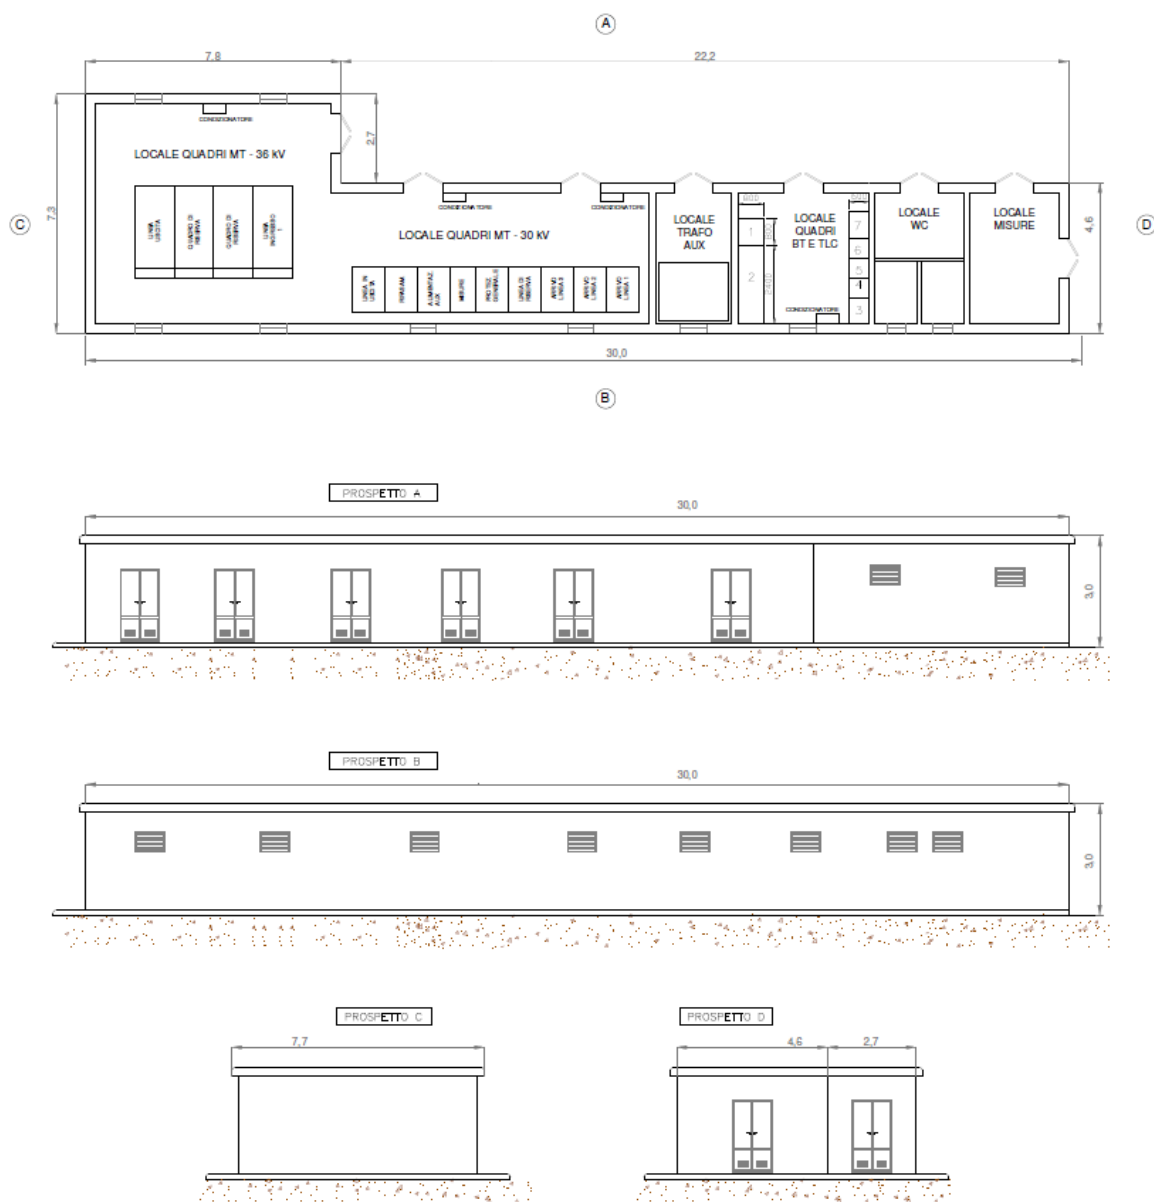 A
7.8
22,2
CONDIZIONATORE
2,7
LOCALE QUADRI MT - 36 kV
7,3
C
LINEA
USCITA
QUADRO DI
RISERVA
QUADRO DI
RISERVA
CONDIZIONATORE
CONDIZIONATORE
LOCALE QUADRI MT - 30 kV
LOCALE
TRAFO
AUX
LOCALE
QUADRI
BT E TLC
LOCALE
WC
LOCALE
MISURE
4,6
D
800
1
800
2
2400
7
6
5
4
3
LINEA IN
USCITA
ALIMENTAZ.
AUX
MISURE
PROTEZ.
GENERALE
LINEA DI
RISERVA
ARRIVO
LINEA 3
ARRIVO
LINEA 2
ARRIVO
LINEA 1
CONDIZIONATORE
30,0
B
PROSPETTO A
30,0
3,0
PROSPETTO B
30,0
3,0
PROSPETTO C
7,7
PROSPETTO D
4,6
2,7